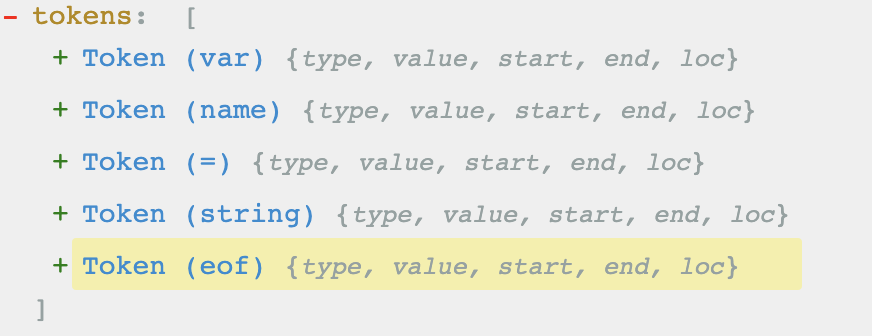 - tokens: [
+ Token (var) {type, value, start, end, loc}
+ Token (name) {type, value, start, end, loc}
+ Token (=) {type, value, start, end, loc}
+ Token (string) {type, value, start, end, loc}
+ Token (eof) {type, value, start, end, loc}
]